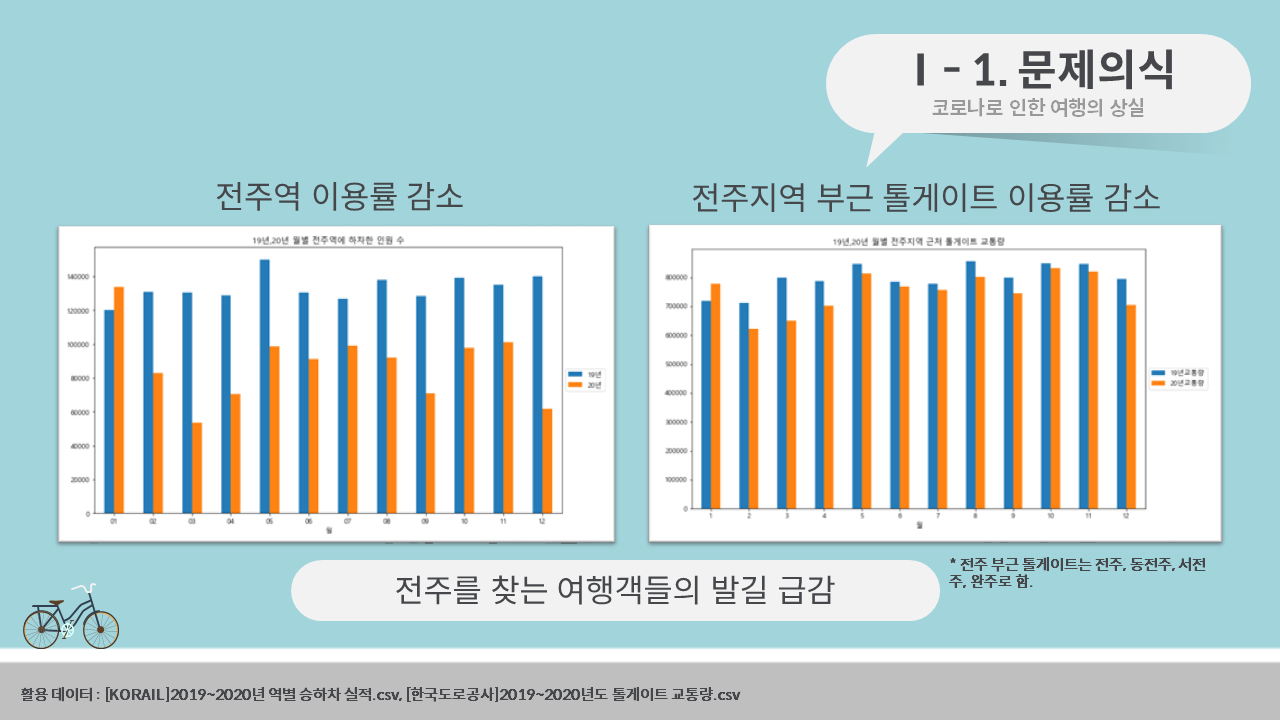 Ⅰ - 1. 문제의식
코로나로 인한 여행의 상실
전주역 이용률 감소
전주지역 부근 톨게이트 이용률 감소
19년,20년 월별 전주역에 하차한 인원 수
140000
120000
100000
80000
60000
40000
20000
0
01 02 03 04 05 06 07 08 09 10 11 12
월
19년
20년
19년,20년 월별 전주지역 근처 톨게이트 교통량
800000
700000
600000
500000
400000
300000
200000
100000
0
1 2 3 4 5 6 7 8 9 10 11 12
월
19년교통량
20년교통량
전주를 찾는 여행객들의 발길 급감
* 전주 부근 톨게이트는 전주, 동전주, 서전
주, 완주로 함.
활용 데이터 : [KORAIL]2019~2020년 역별 승하차 실적.csv, [한국도로공사]2019~2020년도 톨게이트 교통량.csv